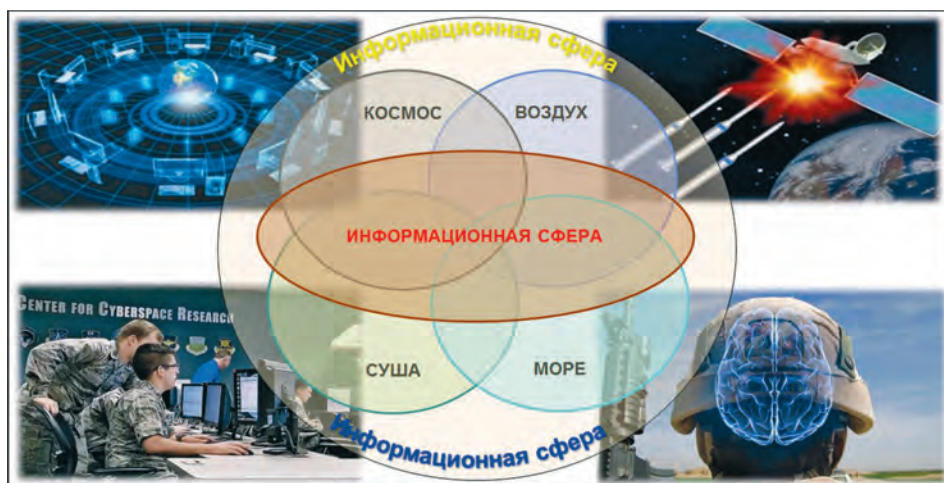 Информационная сфера
КОСМОС
ВОЗДУХ
ИНФОРМАЦИОННАЯ СФЕРА
CENTER FOR CYBERSPACE RESEARCH
СУША
МОРЕ
Информационная сфера